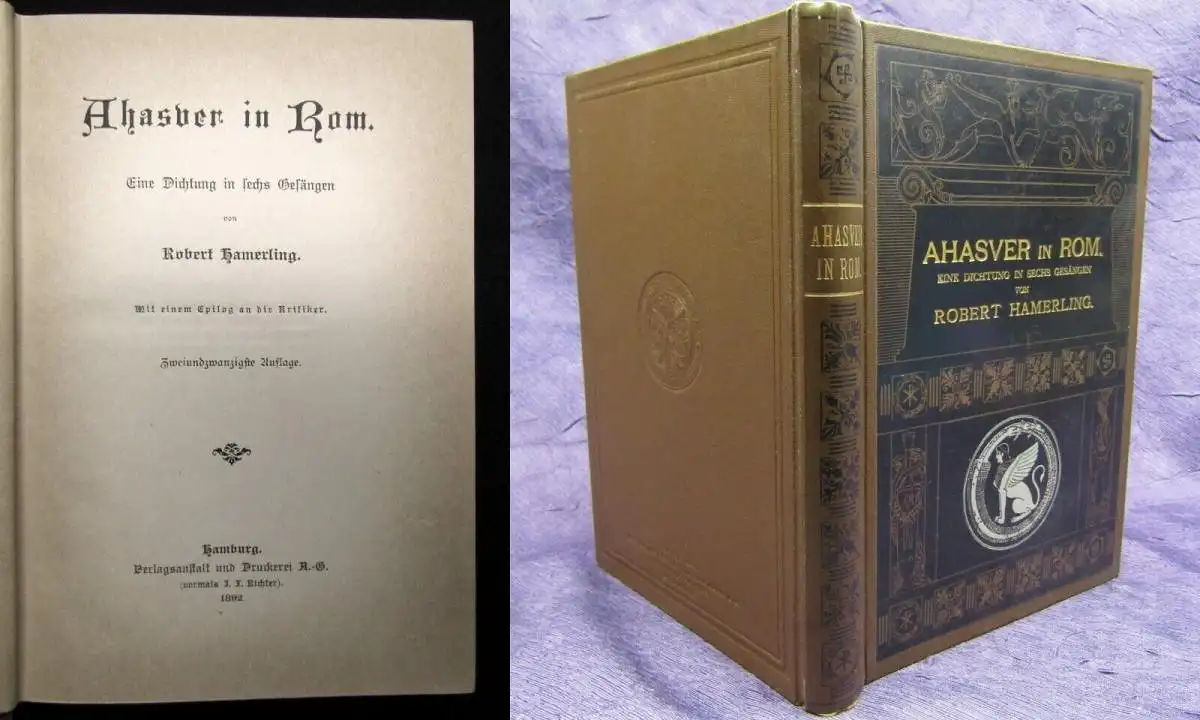 Ahasver in Rom.
Eine Dichtung in sechs Gesängen
von
Robert Hamerling.
Mit einem Epilog an die Kritiker.
Zweiundzwanzigste Auflage.
Hamburg.
Verlagsanstalt und Druckerei A.-G.
(vormals J. F. Richter).
1892
AHASVER
IN ROM.
AHASVER IN ROM.
EINE DICHTUNG IN SECHS GESÄNGEN
VON
ROBERT HAMERLING.